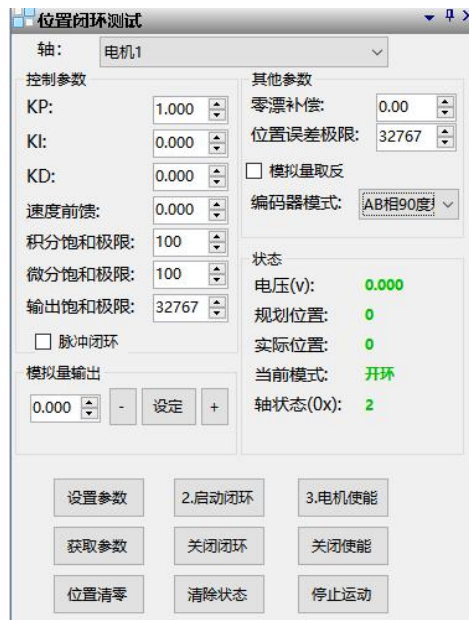 位置闭环测试
轴: 电机1
控制参数
KP: 1.000
KI: 0.000
KD: 0.000
速度前馈: 0.000
积分饱和极限: 100
微分饱和极限: 100
输出饱和极限: 32767
脉冲闭环
模拟量输出
0.000 - 设定 +
其他参数
零漂补偿: 0.00
位置误差极限: 32767
模拟量取反
编码器模式: AB相90度
状态
电压(v): 0.000
规划位置: 0
实际位置: 0
当前模式: 开环
轴状态(0x): 2
设置参数 2.启动闭环 3.电机使能
获取参数 关闭闭环 关闭使能
位置清零 清除状态 停止运动